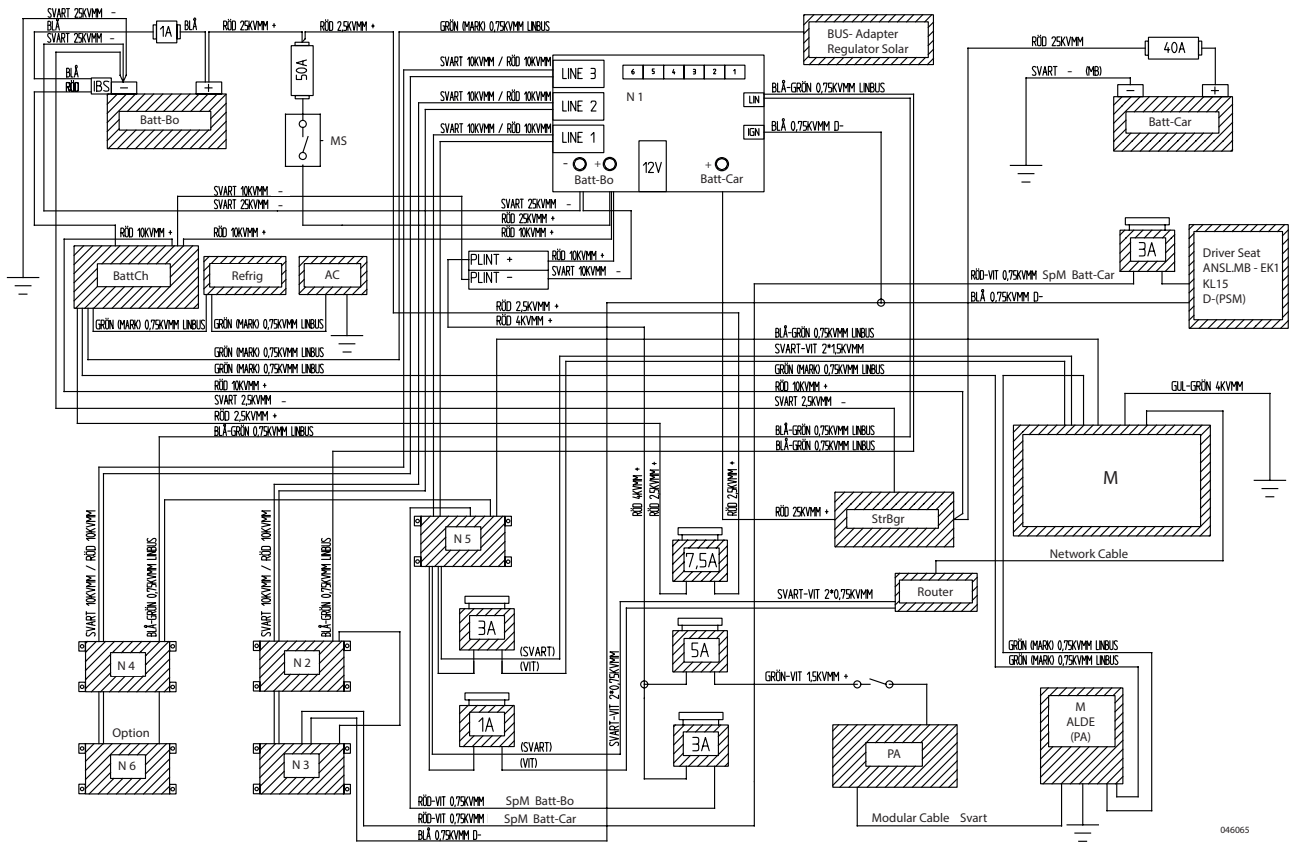 SVART 25KVMM -
BLÅ
SVART 25KVMM -
1A
BLÅ
RÖD 25KVMM +
RÖD 2,5KVMM +
GRÖN (MARK) 0,75KVMM LINBUS
BUS- Adapter
Regulator Solar
RÖD 25KVMM
40A
BLÅ
RÖD
IBS
-
+
Batt-Bo
50A
MS
SVART 10KVMM / RÖD 10KVMM
LINE 3
SVART 10KVMM / RÖD 10KVMM
LINE 2
SVART 10KVMM / RÖD 10KVMM
LINE 1
6 5 4 3 2 1
N 1
LIN
IGN
BLÅ-GRÖN 0,75KVMM LINBUS
BLÅ 0,75KVMM D-
SVART - (MB)
-
+
Batt-Car
- +
Batt-Bo
12V
+
Batt-Car
SVART 10KVMM -
SVART 25KVMM -
SVART 25KVMM -
RÖD 25KVMM +
RÖD 10KVMM +
RÖD 10KVMM +
RÖD 10KVMM +
BattCh
Refrig
AC
PLINT +
PLINT -
RÖD 10KVMM +
SVART 10KVMM -
3A
RÖD-VIT 0,75KVMM SpM Batt-Car
BLÅ 0,75KVMM D-
Driver Seat
ANSL.MB - EK1
KL15
D-(PSM)
GRÖN (MARK) 0,75KVMM LINBUS
GRÖN (MARK) 0,75KVMM LINBUS
RÖD 2,5KVMM +
RÖD 4KVMM +
GRÖN (MARK) 0,75KVMM LINBUS
GRÖN (MARK) 0,75KVMM LINBUS
RÖD 10KVMM +
SVART 2,5KVMM -
RÖD 2,5KVMM +
BLÅ-GRÖN 0,75KVMM LINBUS
BLÅ-GRÖN 0,75KVMM LINBUS
SVART-VIT 2*1,5KVMM
GRÖN (MARK) 0,75KVMM LINBUS
RÖD 10KVMM +
SVART 2,5KVMM -
BLÅ-GRÖN 0,75KVMM LINBUS
BLÅ-GRÖN 0,75KVMM LINBUS
GUL-GRÖN 4KVMM
M
RÖD 4KVMM +
RÖD 2,5KVMM +
RÖD 2,5KVMM +
RÖD 25KVMM +
StrBgr
Network Cable
Router
SVART-VIT 2*0,75KVMM
SVART 10KVMM / RÖD 10KVMM
BLÅ-GRÖN 0,75KVMM LINBUS
SVART 10KVMM / RÖD 10KVMM
BLÅ-GRÖN 0,75KVMM LINBUS
N 5
7,5A
3A
(SVART)
(VIT)
5A
GRÖN-VIT 1,5KVMM +
GRÖN (MARK) 0,75KVMM LINBUS
GRÖN (MARK) 0,75KVMM LINBUS
N 4
N 2
SVART-VIT 2*0,75KVMM
1A
(SVART)
(VIT)
3A
PA
M
ALDE
(PA)
Option
N 6
N 3
RÖD-VIT 0,75KVMM SpM Batt-Bo
RÖD-VIT 0,75KVMM SpM Batt-Car
BLÅ 0,75KVMM D-
Modular Cable Svart
046065